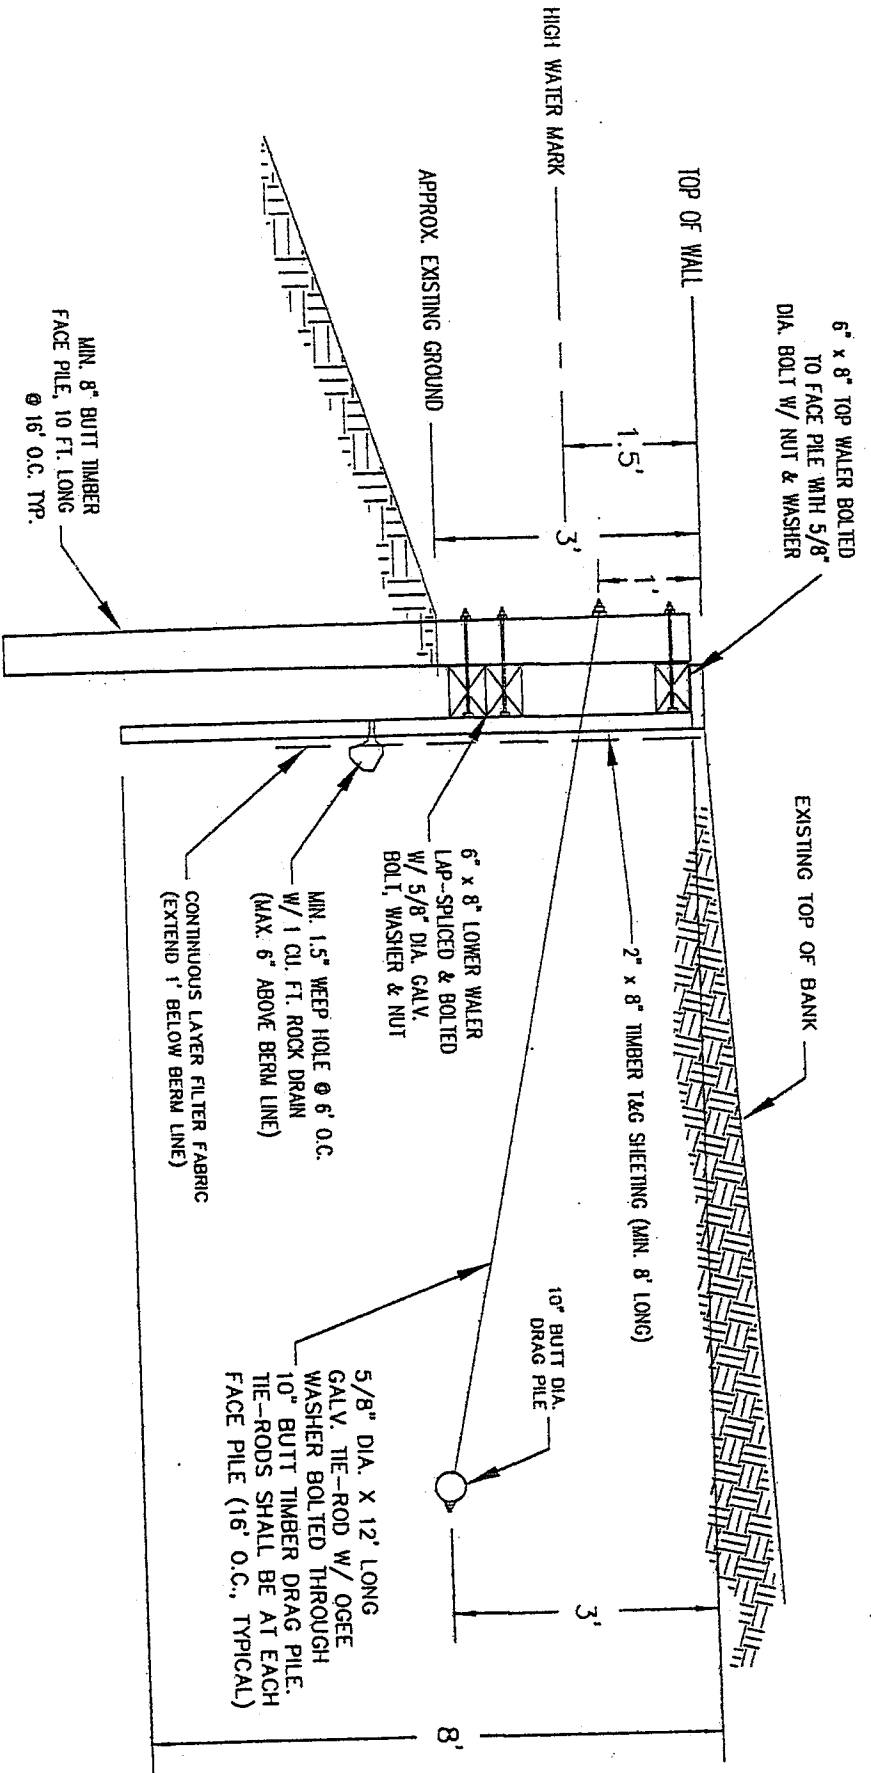 6" x 8" TOP WALER BOLTED
TO FACE PILE WITH 5/8"
DIA. BOLT W/ NUT & WASHER
TOP OF WALL
HIGH WATER MARK
APPROX. EXISTING GROUND
1.5'
3'
1'
MIN. 8" BUTT TIMBER
FACE PILE, 10 FT. LONG
@ 16' O.C. TYP.
EXISTING TOP OF BANK
2" x 8" TIMBER T&G SHEETING (MIN. 8' LONG)
6" x 8" LOWER WALER
LAP-SPLICED & BOLTED
W/ 5/8" DIA. GALV.
BOLT, WASHER & NUT
MIN. 1.5" WEEP HOLE @ 6' O.C.
W/ 1 CU. FT. ROCK DRAIN
(MAX. 6" ABOVE BERM LINE)
CONTINUOUS LAYER FILTER FABRIC
(EXTEND 1' BELOW BERM LINE)
10" BUTT DIA.
DRAG PILE
5/8" DIA. X 12' LONG
GALV. TIE-ROD W/ OGEE
WASHER BOLTED THROUGH
10" BUTT TIMBER DRAG PILE.
TIE-RODS SHALL BE AT EACH
FACE PILE (16' O.C., TYPICAL)
3'
8'